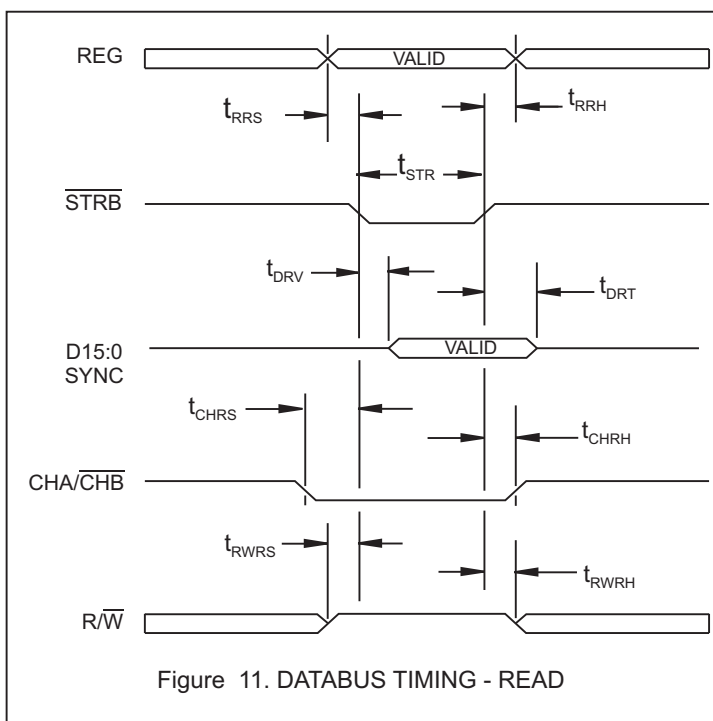 REG
VALID
tRRS
tRRH
tSTR
STRB
tDRV
tDRT
VALID
D15:0
SYNC
tCHRS
tCHRH
CHA/CHB
tRWRS
tRWRH
R/W
Figure 11. DATABUS TIMING - READ